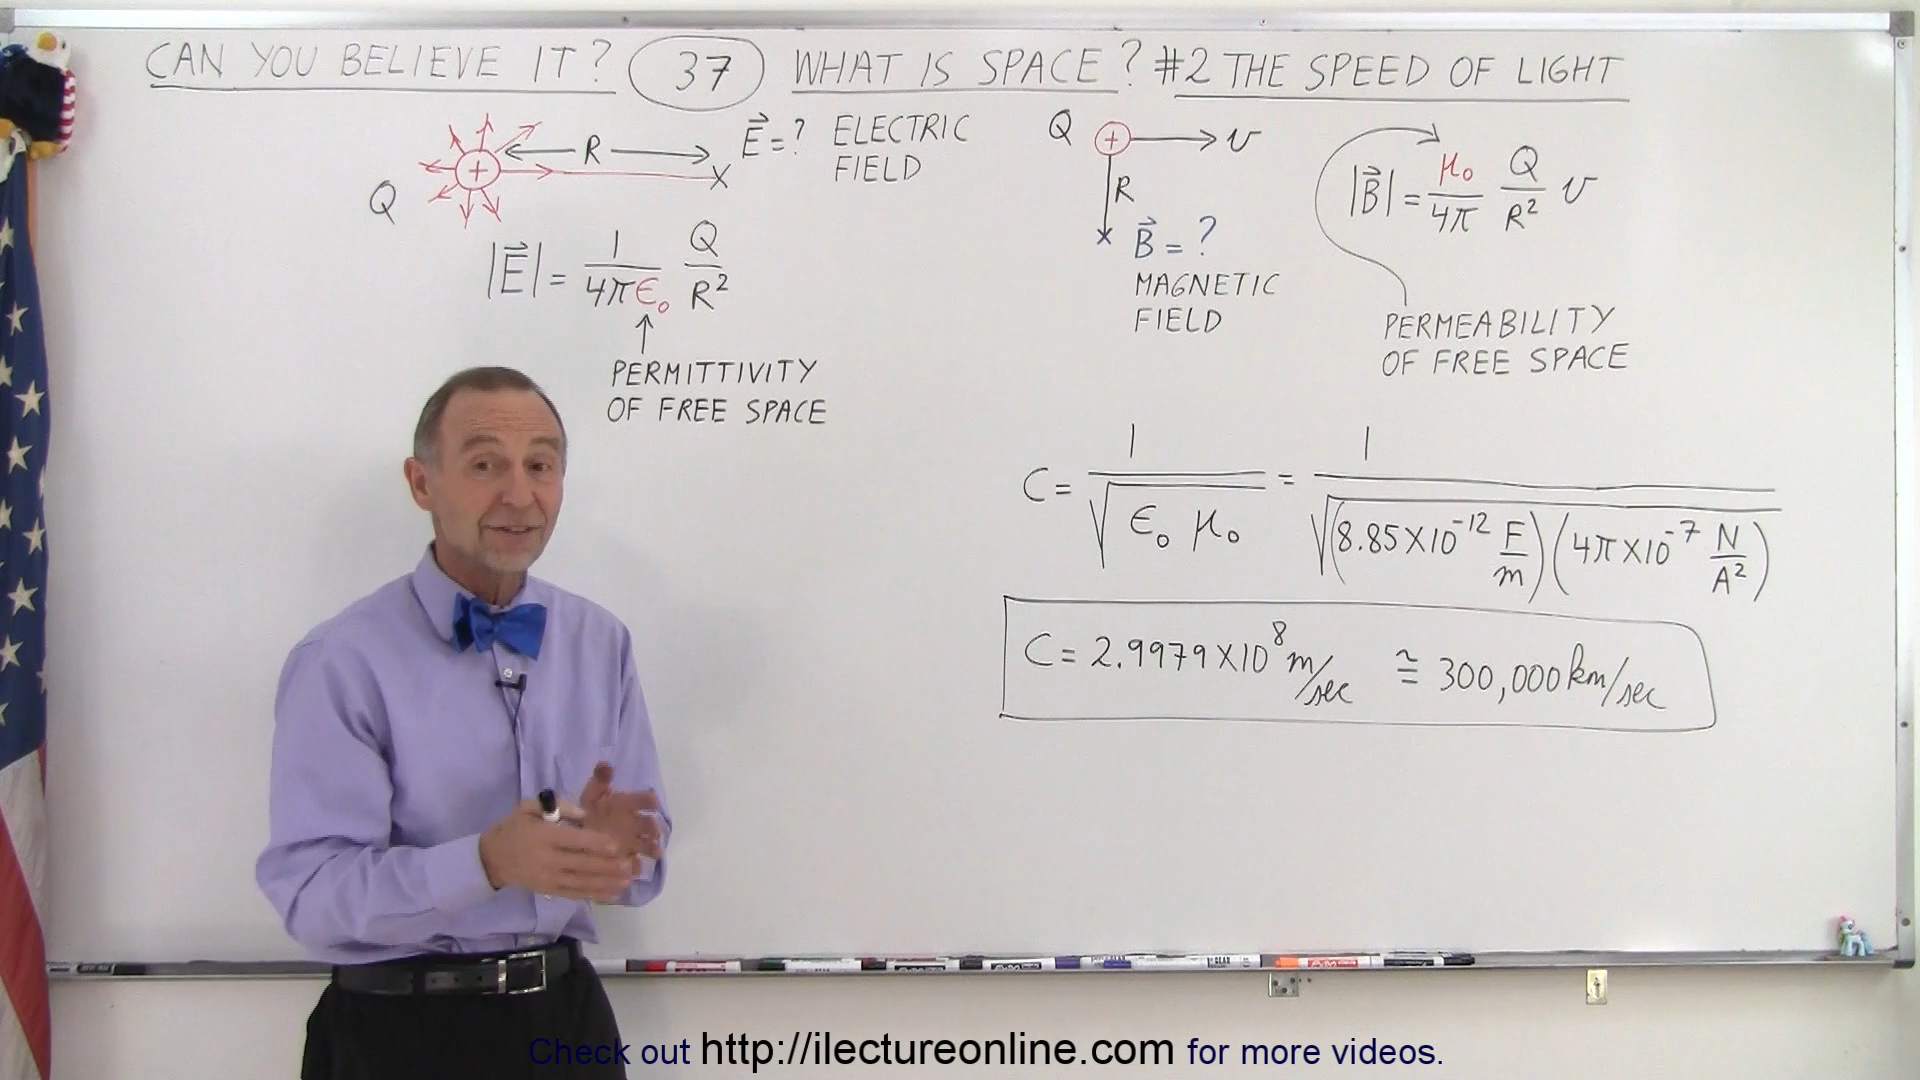 CAN YOU BELIEVE IT? 37 WHAT IS SPACE? #2 THE SPEED OF LIGHT
Q
+
R
X
E⃗ = ? ELECTRIC
FIELD
|E⃗| = 1/(4πϵ₀) Q/R²
↑
PERMITTIVITY
OF FREE SPACE
Q + → v
R
x B⃗ = ?
MAGNETIC
FIELD
|B⃗| = μ₀/4π Q/R² v
PERMEABILITY
OF FREE SPACE
C = 1/√(ϵ₀ μ₀) = 1/√((8.85×10⁻¹² F/m)(4π×10⁻⁷ N/A²))
C = 2.9979×10⁸ m/sec ≅ 300,000 km/sec
Check out http://ilectureonline.com for more videos.